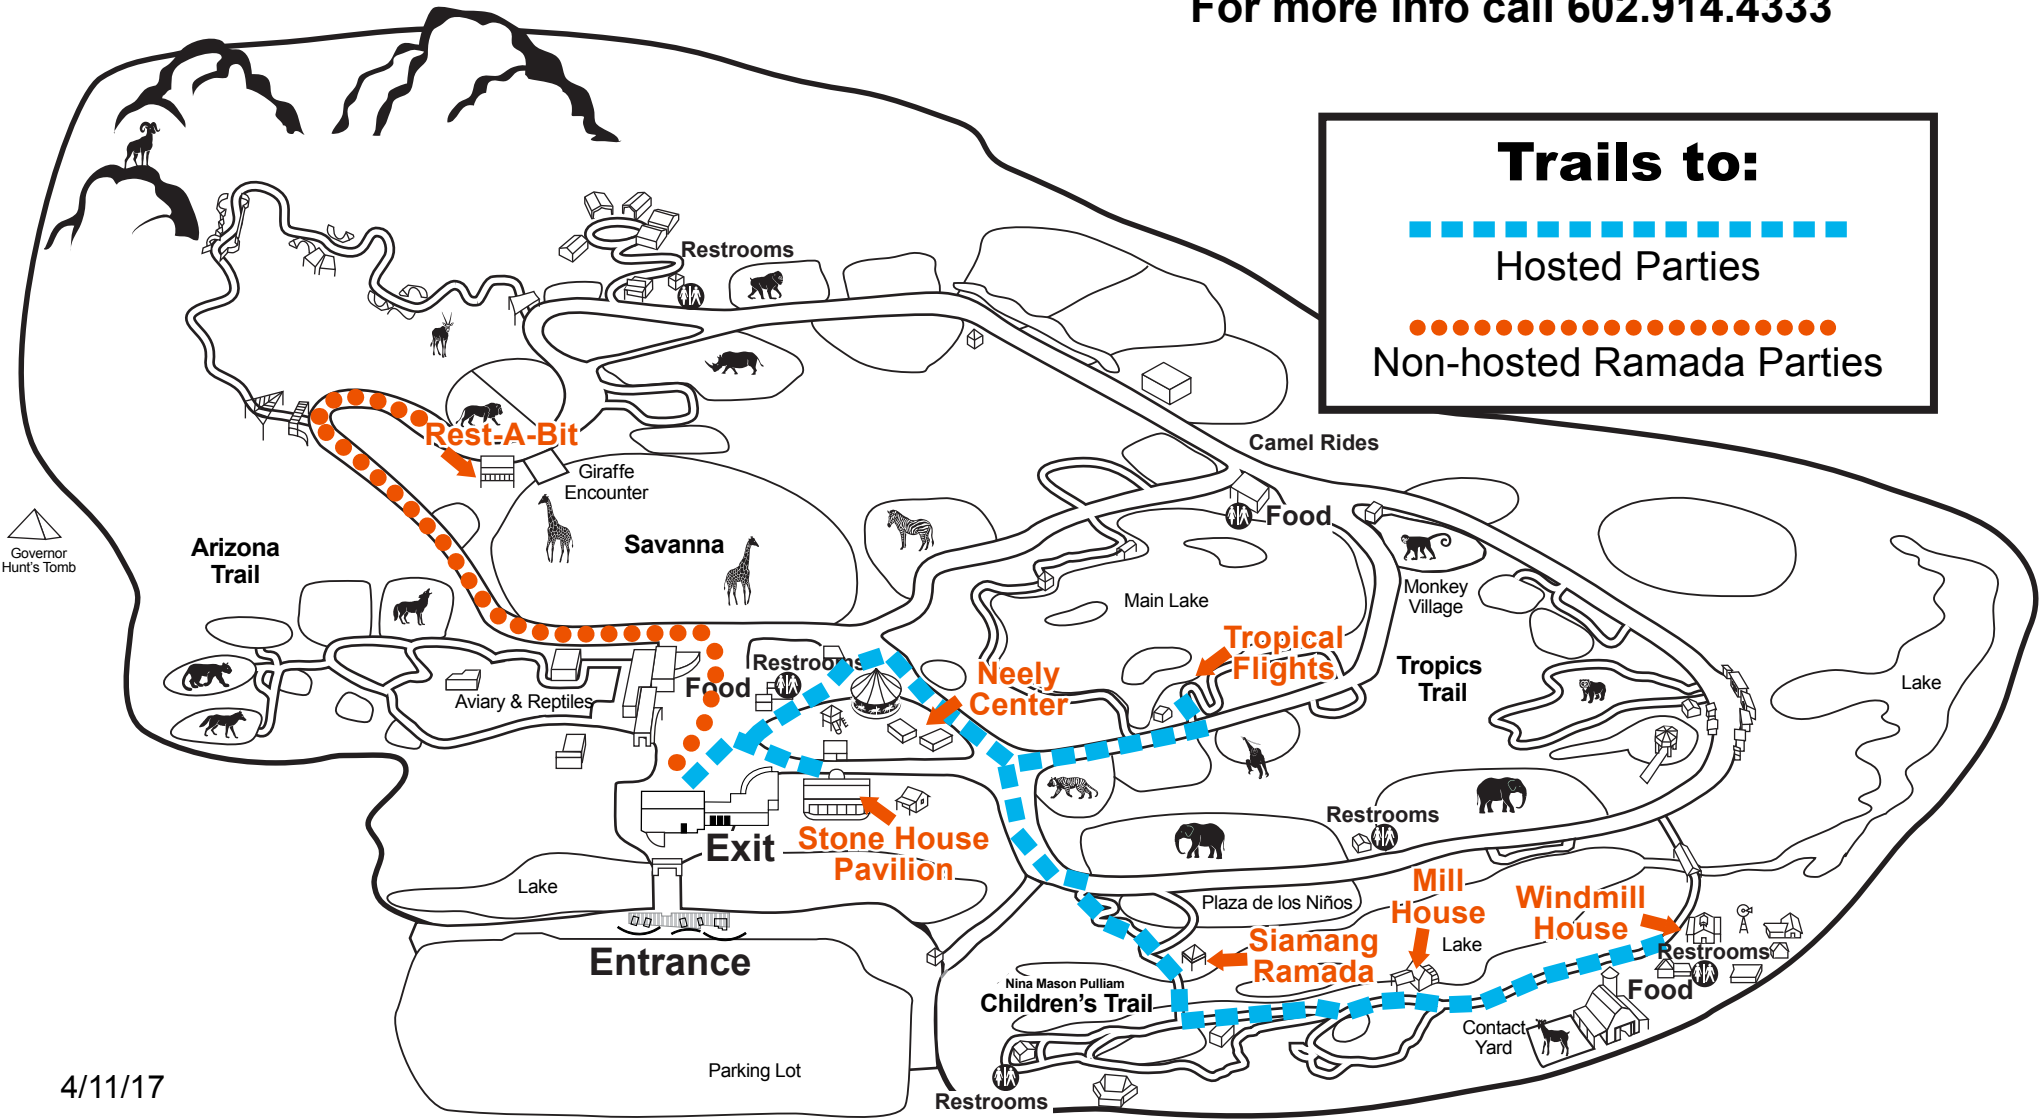 For more info call 602.914.4333
Trails to:
Hosted Parties
Non-hosted Ramada Parties
Restrooms
Camel Rides
Rest-A-Bit
Giraffe
Encounter
Food
Governor
Hunt's Tomb
Arizona
Trail
Savanna
Monkey
Village
Main Lake
Tropical
Flights
Tropics
Trail
Lake
Restrooms
Food
Neely
Center
Aviary & Reptiles
Restrooms
Exit
Stone House
Pavilion
Lake
Plaza de los Niños
Mill
House
Windmill
House
Lake
Restrooms
Food
Siamang
Ramada
Entrance
Nina Mason Pulliam
Children's Trail
Contact
Yard
Parking Lot
4/11/17
Restrooms